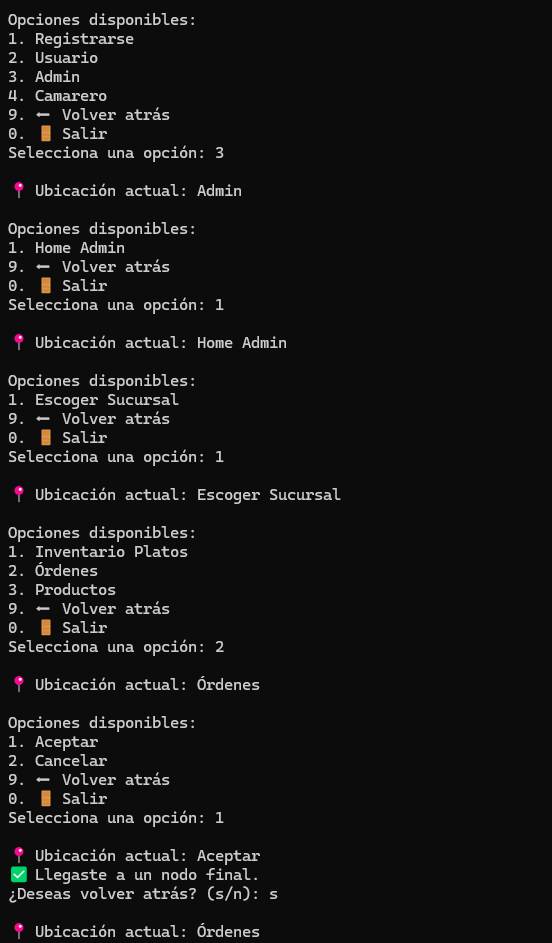 Opciones disponibles:
1. Registrarse
2. Usuario
3. Admin
4. Camarero
9. ← Volver atrás
0. 🚪 Salir
Selecciona una opción: 3
📍 Ubicación actual: Admin
Opciones disponibles:
1. Home Admin
9. ← Volver atrás
0. 🚪 Salir
Selecciona una opción: 1
📍 Ubicación actual: Home Admin
Opciones disponibles:
1. Escoger Sucursal
9. ← Volver atrás
0. 🚪 Salir
Selecciona una opción: 1
📍 Ubicación actual: Escoger Sucursal
Opciones disponibles:
1. Inventario Platos
2. Órdenes
3. Productos
9. ← Volver atrás
0. 🚪 Salir
Selecciona una opción: 2
📍 Ubicación actual: Órdenes
Opciones disponibles:
1. Aceptar
2. Cancelar
9. ← Volver atrás
0. 🚪 Salir
Selecciona una opción: 1
📍 Ubicación actual: Aceptar
✅ Llegaste a un nodo final.
¿Deseas volver atrás? (s/n): s
📍 Ubicación actual: Órdenes